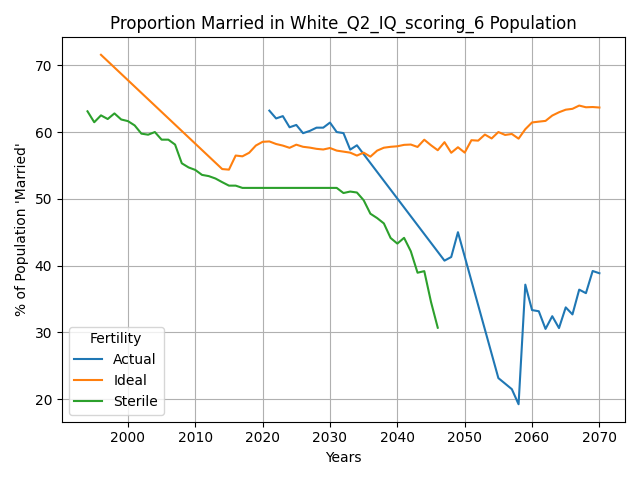 Proportion Married in White_Q2_IQ_scoring_6 Population
% of Population 'Married'
70
60
50
40
30
20
Fertility
Actual
Ideal
Sterile
2000 2010 2020 2030 2040 2050 2060 2070
Years